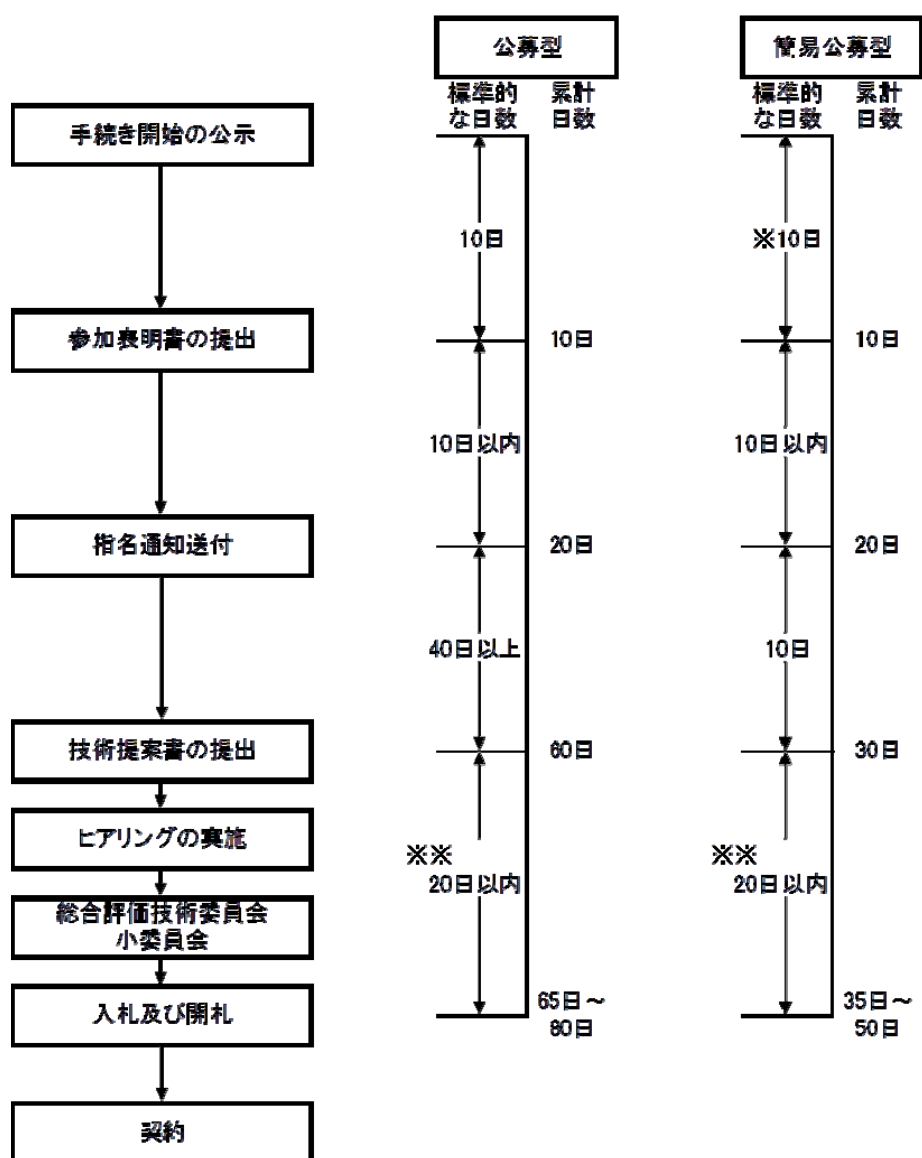 公募型
簡易公募型
標準的
な日数
累計
日数
標準的
な日数
累計
日数
手続き開始の公示
10日
※10日
参加表明書の提出
10日
10日
10日以内
10日以内
指名通知送付
20日
20日
40日以上
10日
技術提案書の提出
60日
30日
ヒアリングの実施
※※
20日以内
※※
20日以内
総合評価技術委員会
小委員会
入札及び開札
65日～
80日
35日～
50日
契約